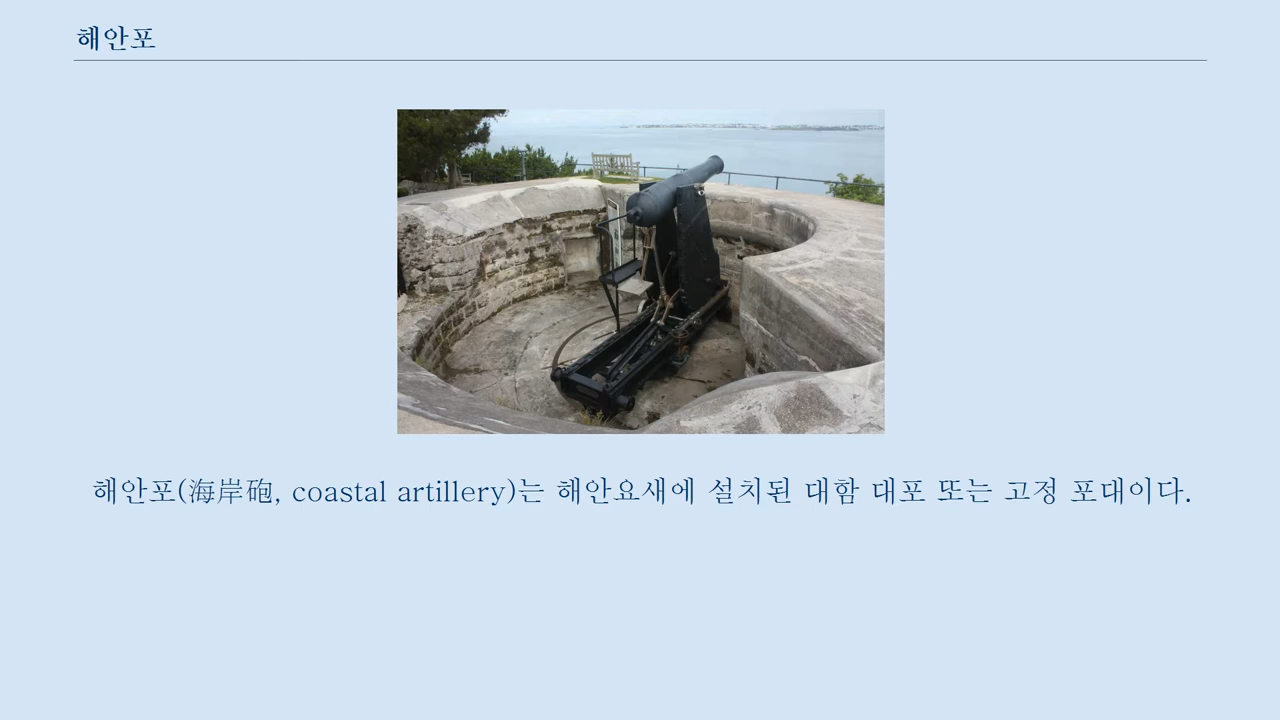 해안포
해안포(海岸砲, coastal artillery)는 해안요새에 설치된 대함 대포 또는 고정 포대이다.